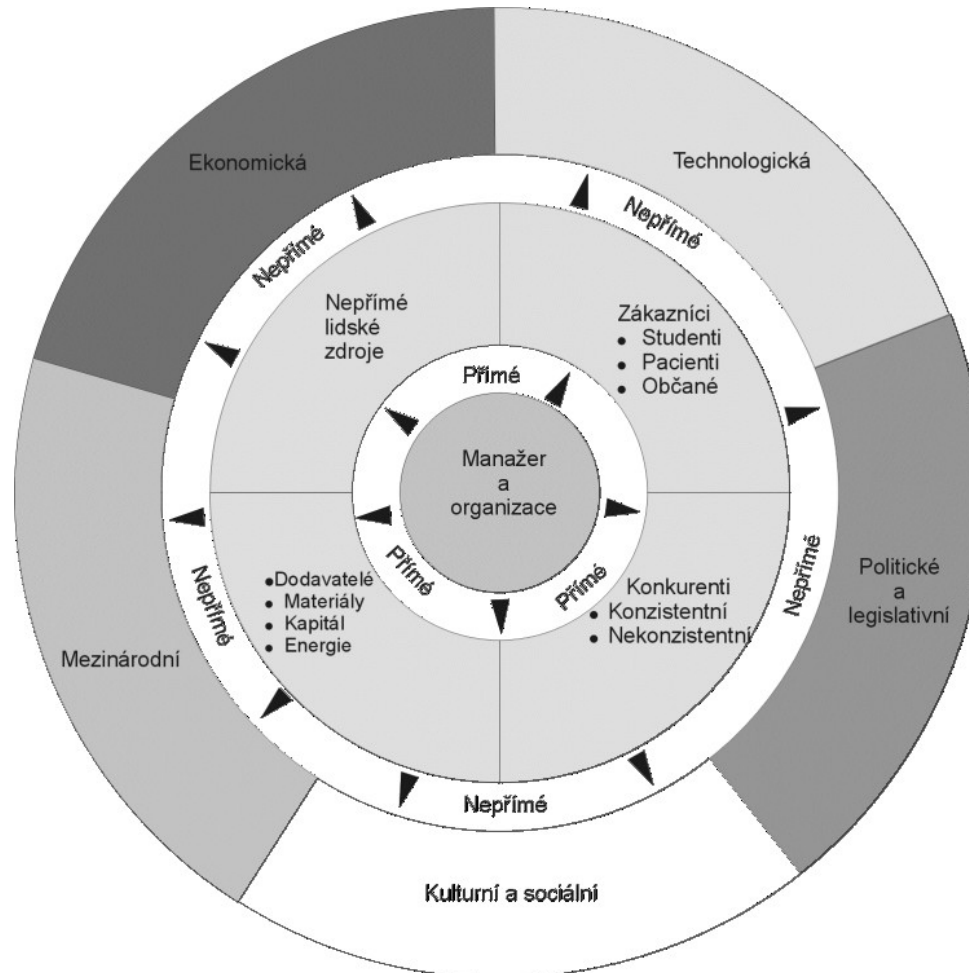 Ekonomická
Technologická
Nepřímé
Nepřímé
Nepřímé
lidské
zdroje
Zákazníci
• Studenti
• Pacienti
• Občané
Přímé
Manažer
a
organizace
Přímé
Přímé
•Dodavatelé
• Materiály
• Kapitál
• Energie
Konkurenti
• Konzistentní
• Nekonzistentní
Nepřímé
Nepřímé
Politické
a
legislativní
Mezinárodní
Nepřímé
Kulturní a sociální